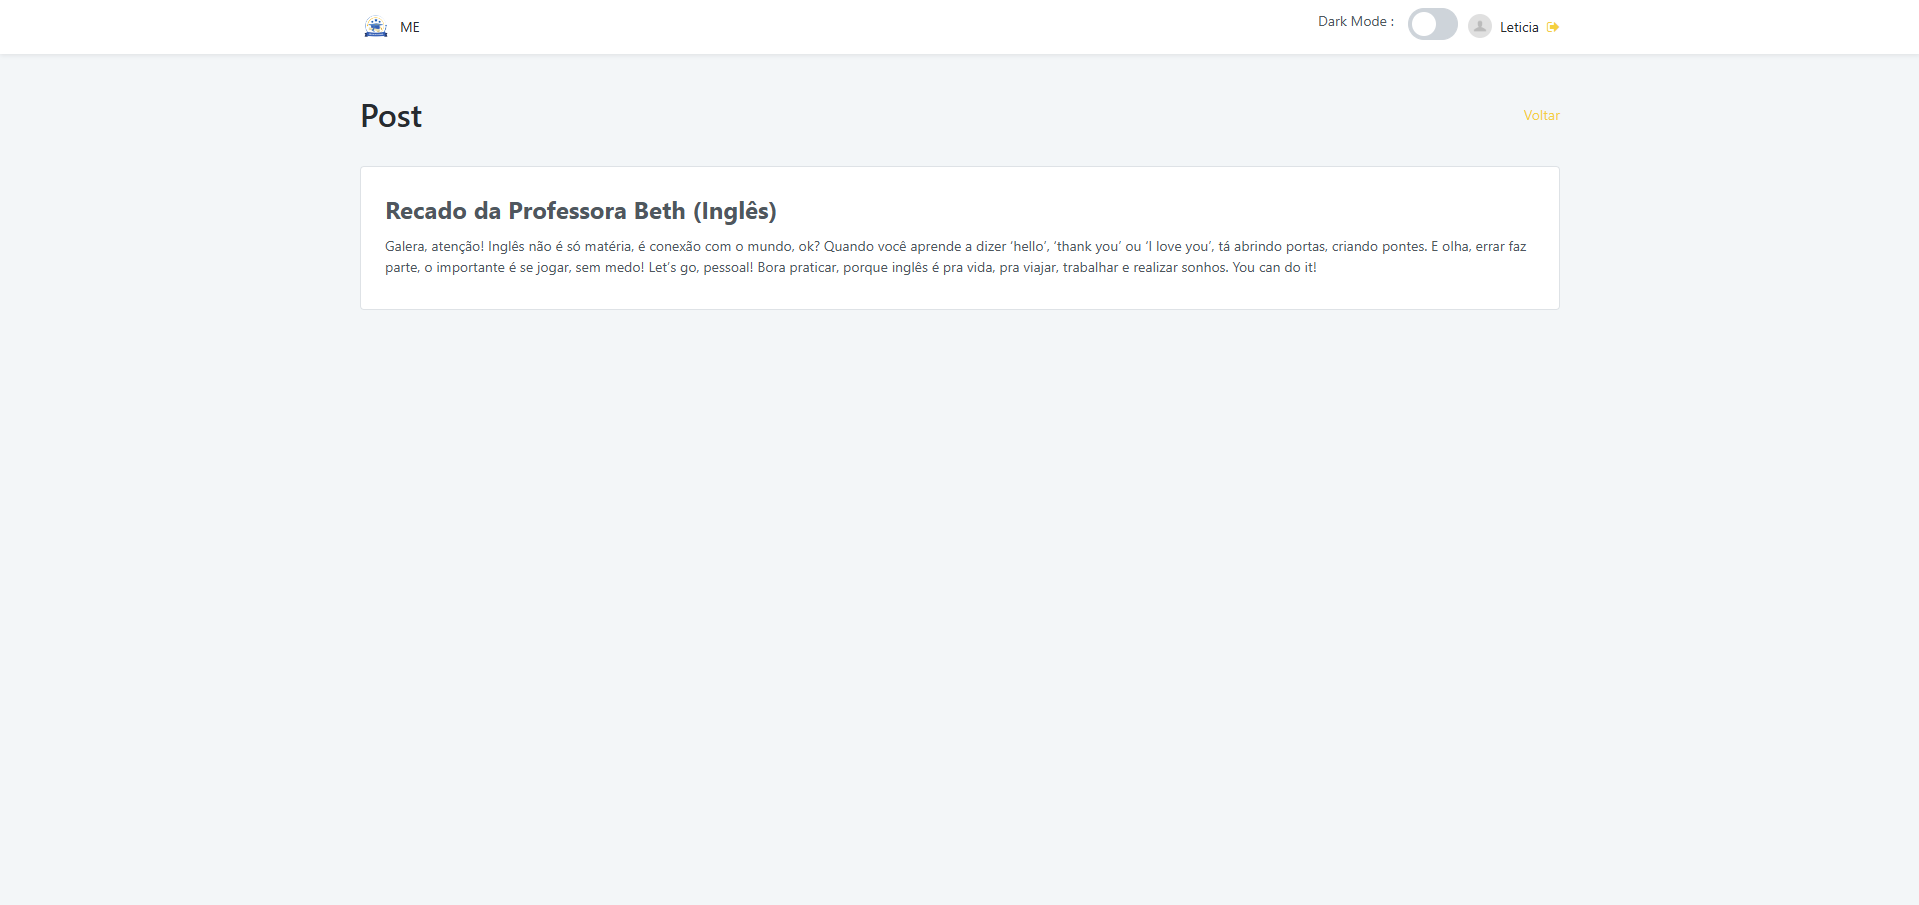 ME
Dark Mode :
Leticia
Post
Voltar
Recado da Professora Beth (Inglês)
Galera, atenção! Inglês não é só matéria, é conexão com o mundo, ok? Quando você aprende a dizer ‘hello’, ‘thank you’ ou ‘I love you’, tá abrindo portas, criando pontes. E olha, errar faz
parte, o importante é se jogar, sem medo! Let’s go, pessoal! Bora praticar, porque inglês é pra vida, pra viajar, trabalhar e realizar sonhos. You can do it!